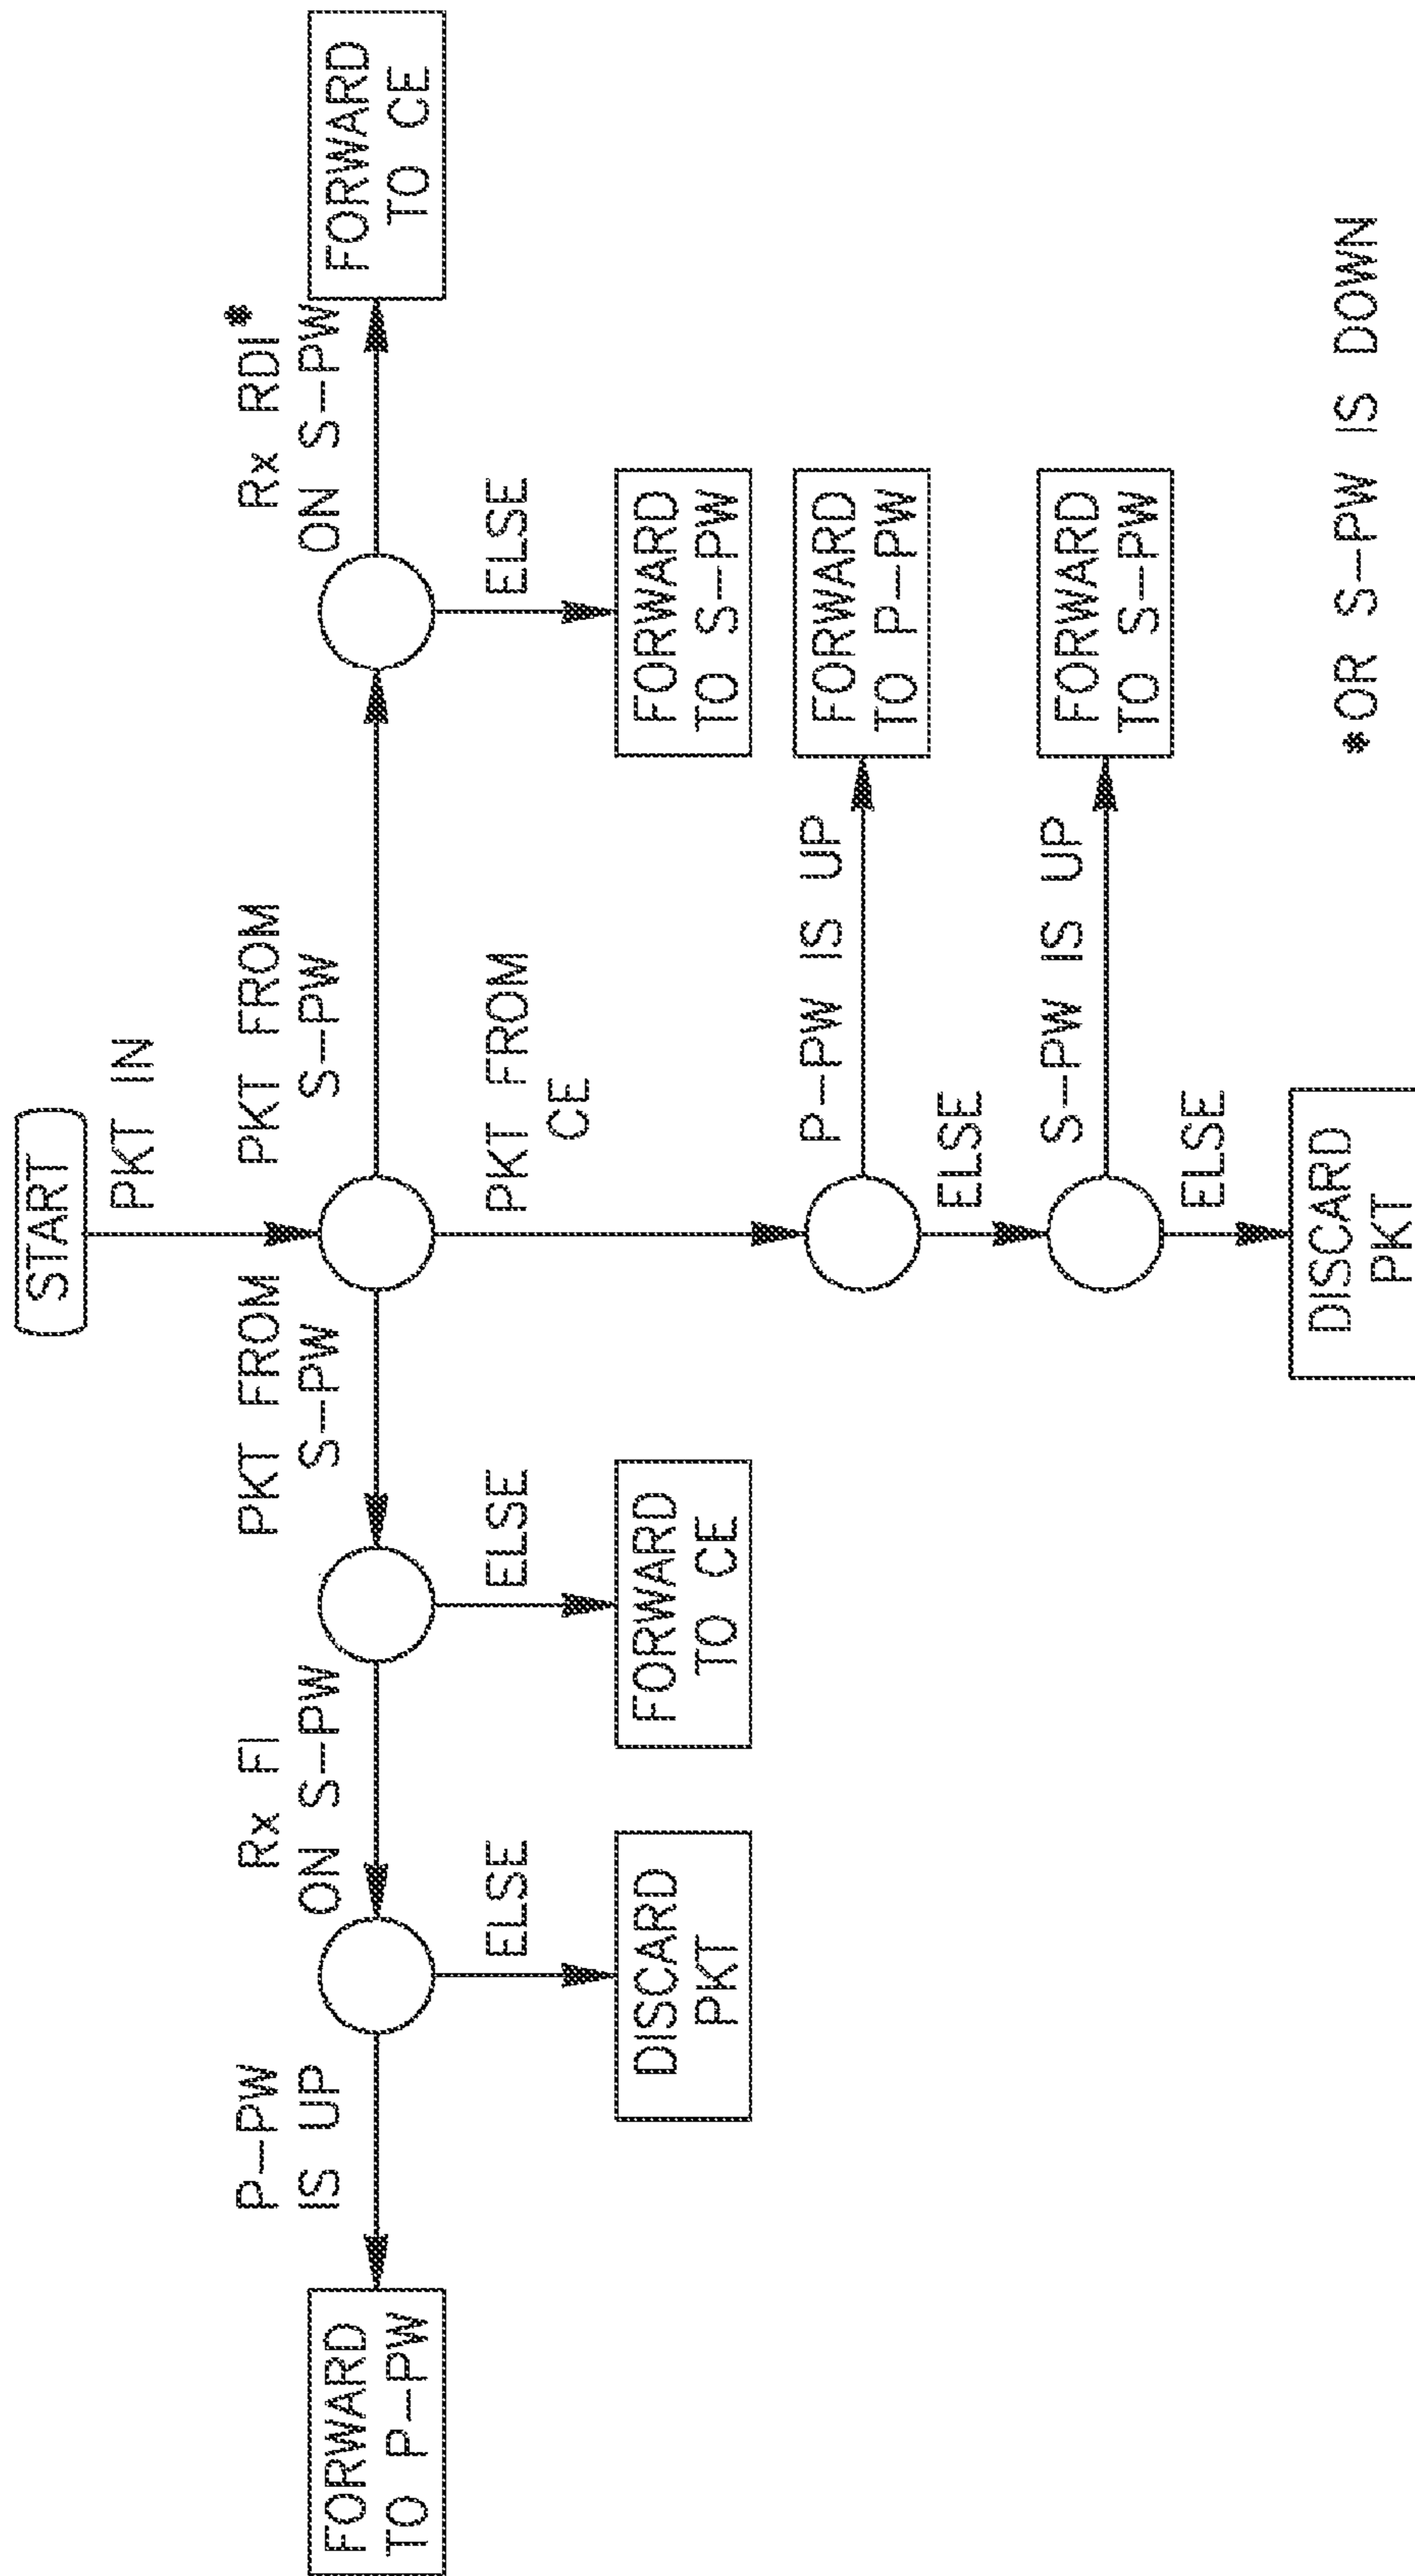 START
PKT IN
P-PW
IS UP
Rx FI
ON S-PW
PKT FROM
S-PW
PKT FROM
S-PW
Rx RDI*
ON S-PW
FORWARD
TO P-PW
FORWARD
TO CE
ELSE
ELSE
PKT FROM
CE
ELSE
DISCARD
PKT
FORWARD
TO CE
FORWARD
TO S-PW
P-PW IS UP
FORWARD
TO P-PW
ELSE
S-PW IS UP
FORWARD
TO S-PW
ELSE
DISCARD
PKT
*OR S-PW IS DOWN